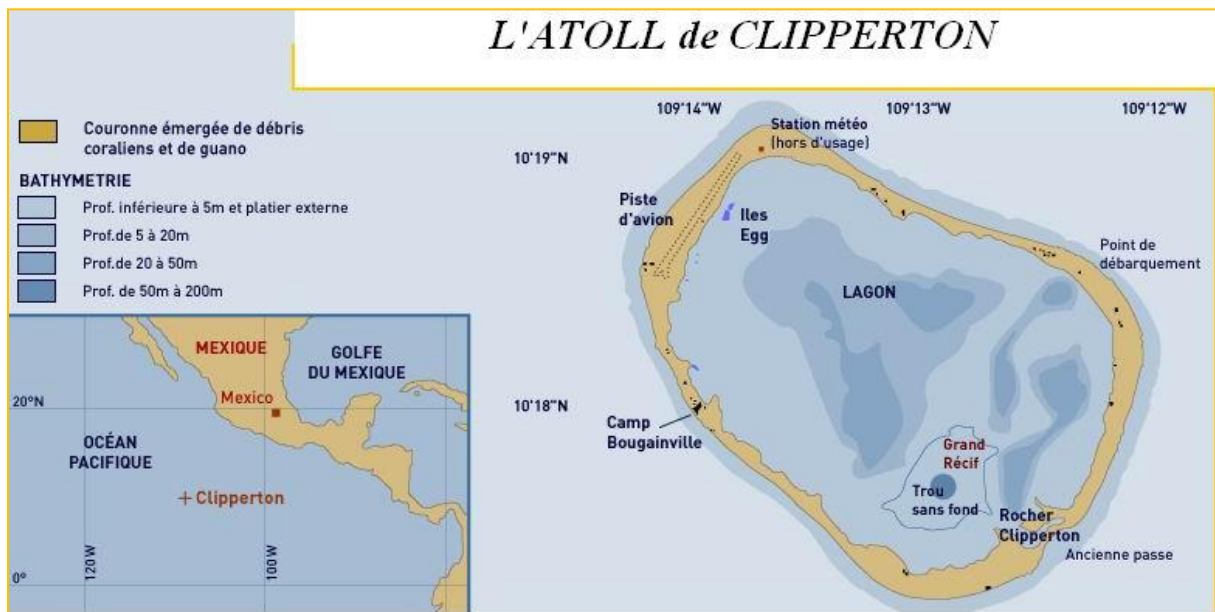 L'ATOLL de CLIPPERTON
Couronne émergée de débris
coraliens et de guano
BATHYMETRIE
Prof. inférieure à 5m et platier externe
Prof.de 5 à 20m
Prof.de 20 à 50m
Prof. de 50m à 200m
109°14"W
109°13"W
109°12"W
10°19"N
10°18"N
Station météo
(hors d'usage)
Piste
d'avion
Iles
Egg
Point de
débarquement
LAGON
Camp
Bougainville
Grand
Récif
Trou
sans fond
Rocher
Clipperton
Ancienne passe
MEXIQUE
GOLFE
DU MEXIQUE
Mexico
20°N
OCÉAN
PACIFIQUE
Clipperton
0°
120°W
100°W